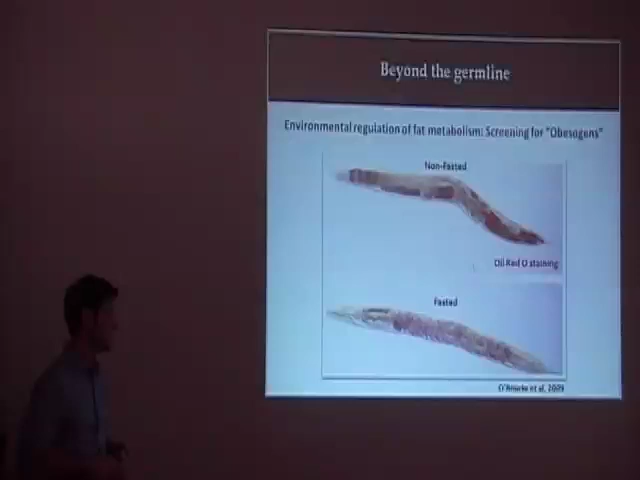 Beyond the germline
Environmental regulation of fat metabolism: Screening for "Obesogens"
Non-Fasted
Oil Red O staining
Fasted
O'Rourke et al. 2009